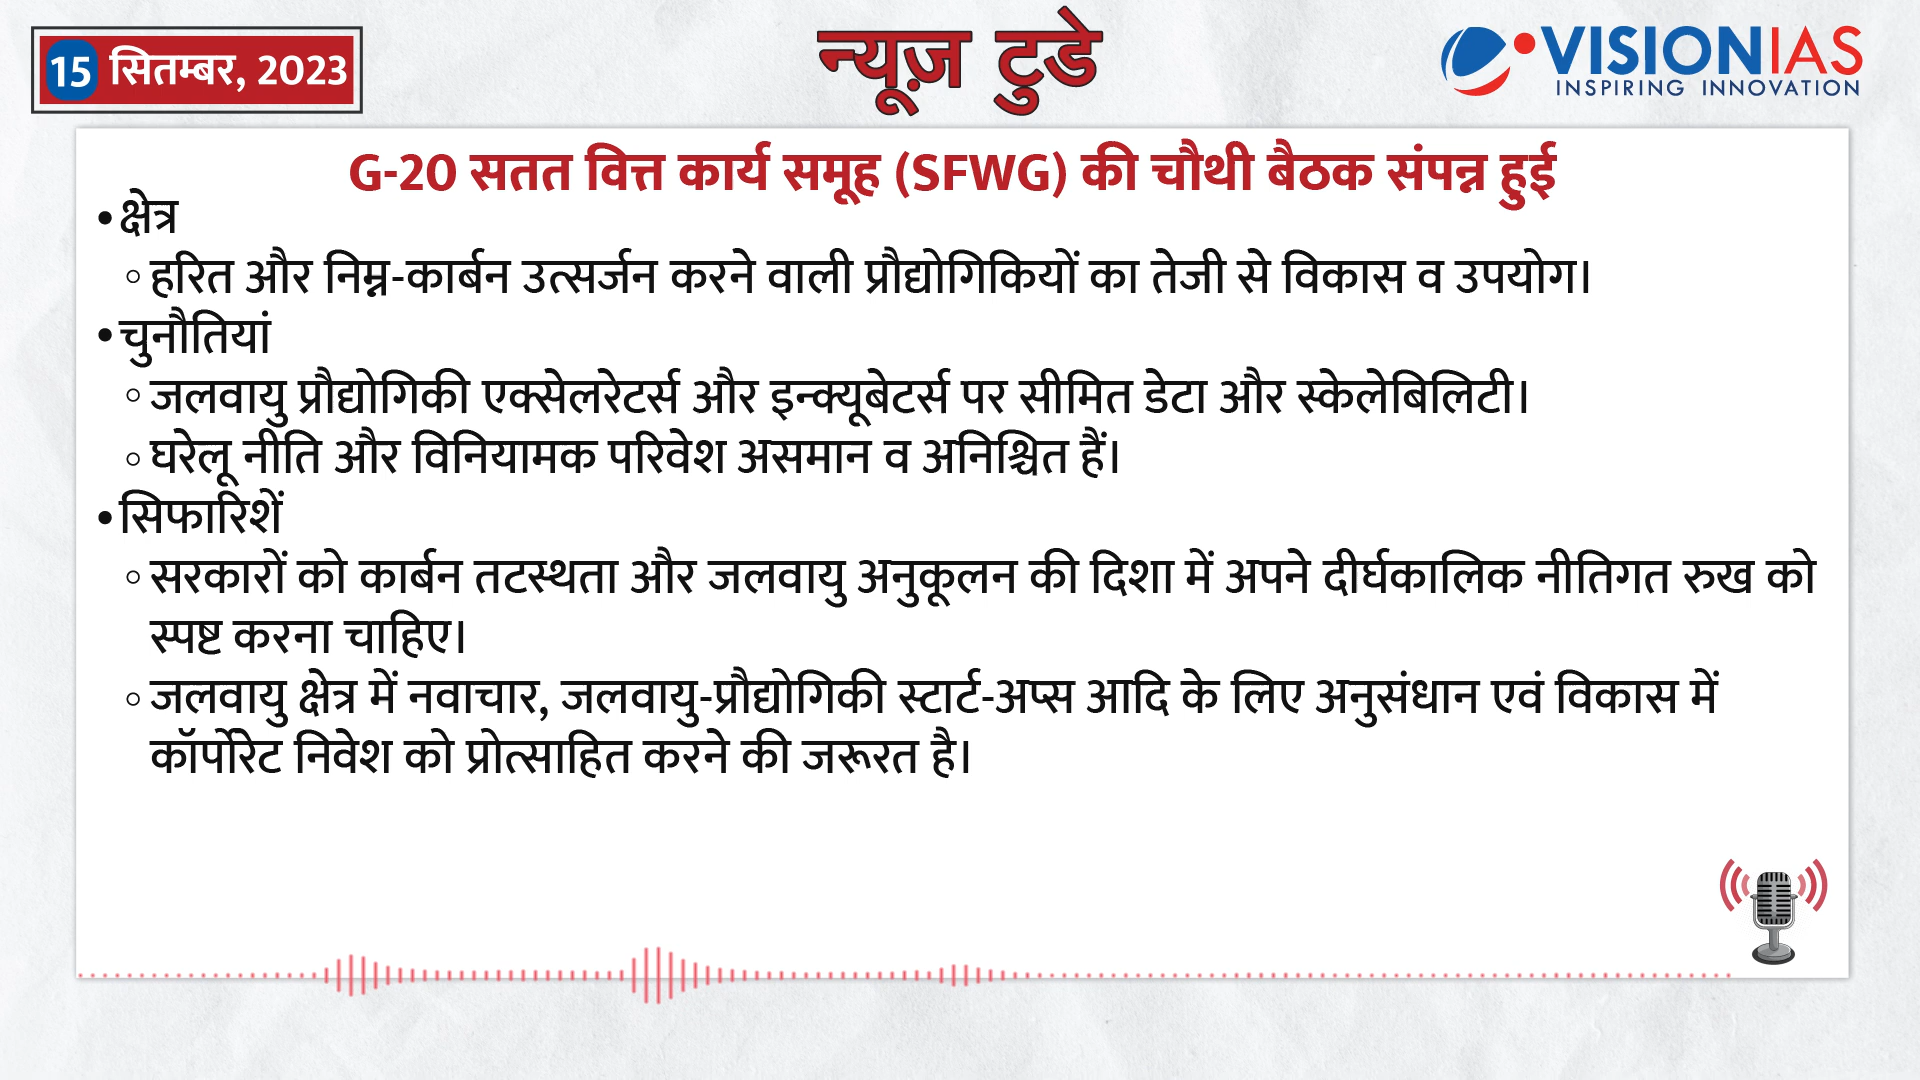 15 सितम्बर, 2023
न्यूज़ टुडे
VISIONIAS
INSPIRING INNOVATION
G-20 सतत वित्त कार्य समूह (SFWG) की चौथी बैठक संपन्न हुई
• क्षेत्र
◦ हरित और निम्न-कार्बन उत्सर्जन करने वाली प्रौद्योगिकियों का तेजी से विकास व उपयोग।
• चुनौतियां
◦ जलवायु प्रौद्योगिकी एक्सेलरेटर्स और इन्क्यूबेटर्स पर सीमित डेटा और स्केलेबिलिटी।
◦ घरेलू नीति और विनियामक परिवेश असमान व अनिश्चित हैं।
• सिफारिशें
◦ सरकारों को कार्बन तटस्थता और जलवायु अनुकूलन की दिशा में अपने दीर्घकालिक नीतिगत रुख को
स्पष्ट करना चाहिए।
◦ जलवायु क्षेत्र में नवाचार, जलवायु-प्रौद्योगिकी स्टार्ट-अप्स आदि के लिए अनुसंधान एवं विकास में
कॉर्पोरेट निवेश को प्रोत्साहित करने की जरूरत है।